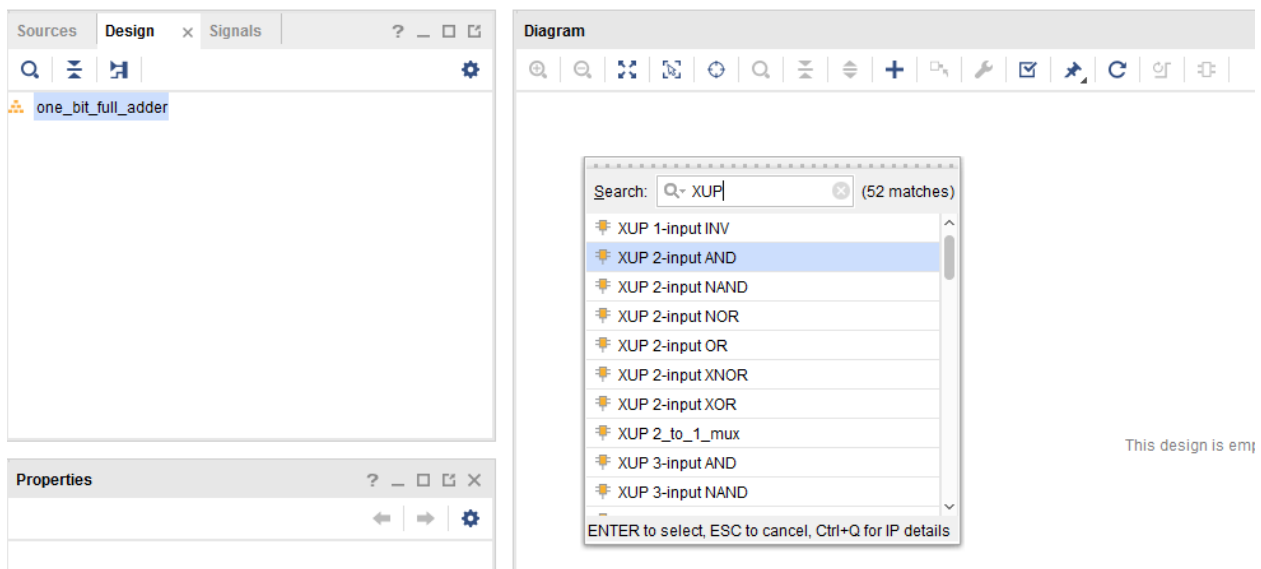 Sources Design Signals
one_bit_full_adder
Properties
Diagram
Search: XUP (52 matches)
XUP 1-input INV
XUP 2-input AND
XUP 2-input NAND
XUP 2-input NOR
XUP 2-input OR
XUP 2-input XNOR
XUP 2-input XOR
XUP 2_to_1_mux
XUP 3-input AND
XUP 3-input NAND
ENTER to select, ESC to cancel, Ctrl+Q for IP details
This design is emp